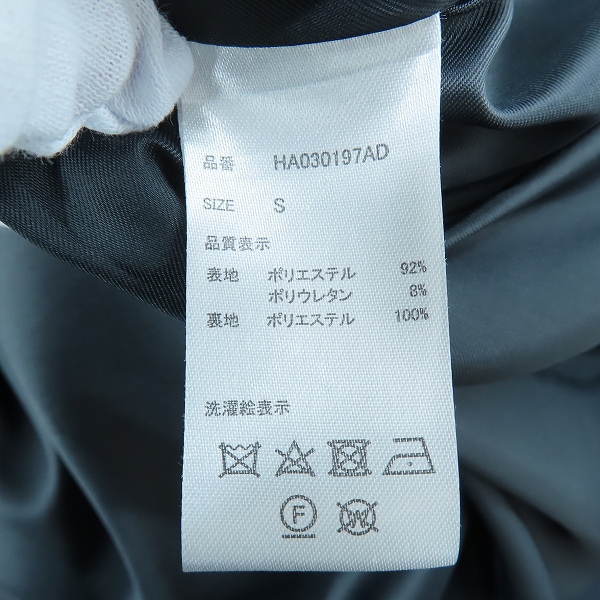 品番 HA030197AD
SIZE S
品質表示
表地 ポリエステル 92%
ポリウレタン 8%
裏地 ポリエステル 100%
洗濯絵表示
F W